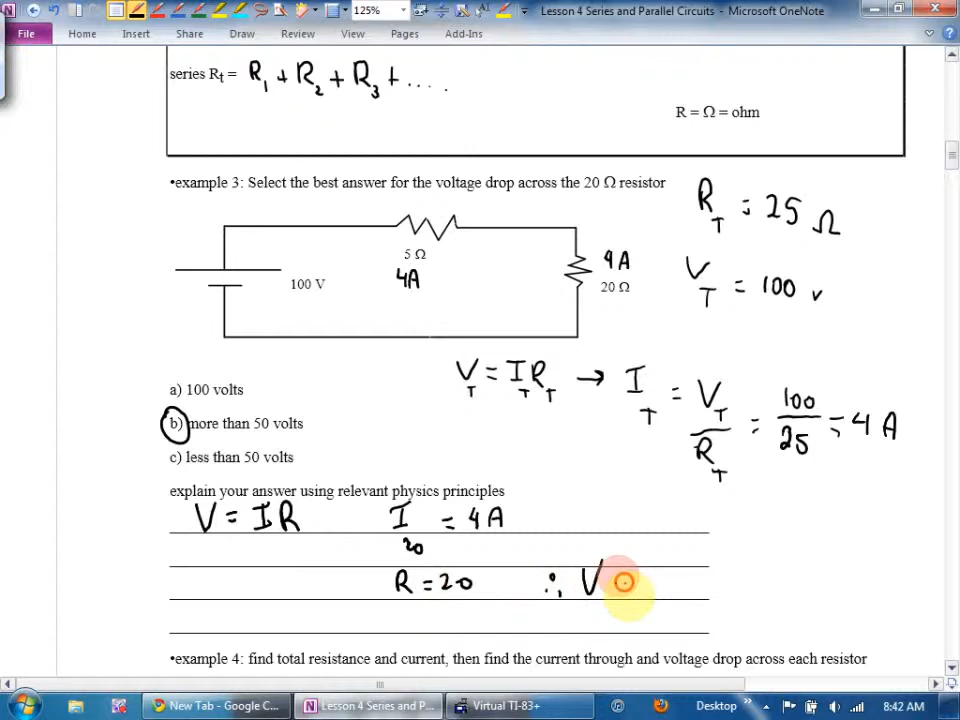 125%
Lesson 4 Series and Parallel Circuits - Microsoft OneNote
File Home Insert Share Draw Review View Pages Add-Ins
series Rt = R1 + R2 + R3 + .....
R = Ω = ohm
•example 3: Select the best answer for the voltage drop across the 20 Ω resistor
RT = 25 Ω
5 Ω
4A
100 V
4A
20 Ω
VT = 100 v
VT = ITRT → IT = VT/RT = 100/25 = 4 A
a) 100 volts
b) more than 50 volts
c) less than 50 volts
explain your answer using relevant physics principles
V = IR I20 = 4A
R = 20 ∴ V
•example 4: find total resistance and current, then find the current through and voltage drop across each resistor
New Tab - Google C...
Lesson 4 Series and P...
Virtual TI-83+
Desktop
8:42 AM